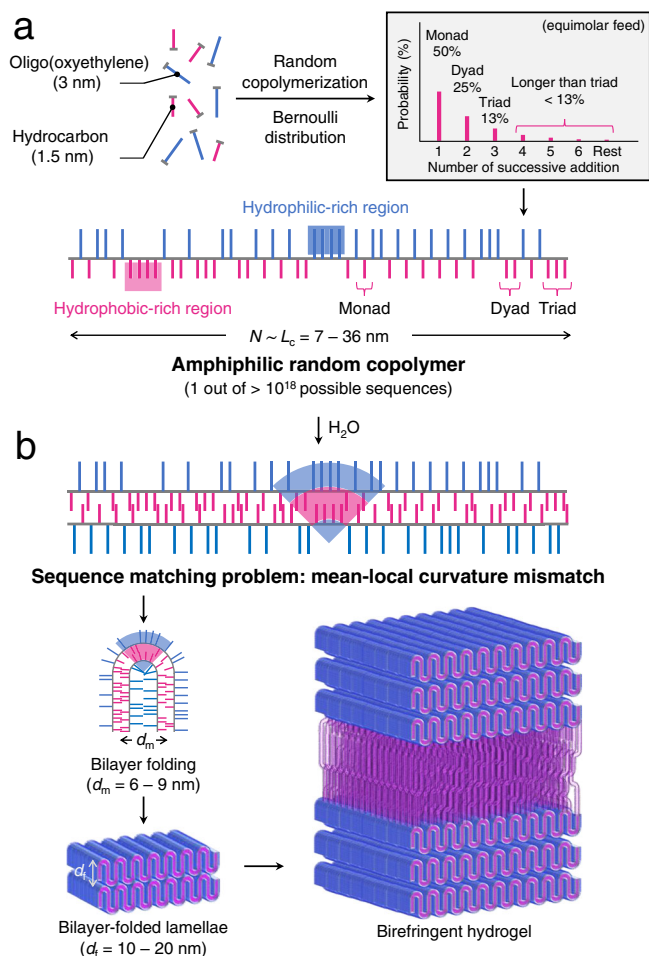 a
Oligo(oxyethylene)
(3 nm)
Hydrocarbon
(1.5 nm)
Random
copolymerization
Bernoulli
distribution
(equimolar feed)
Probability (%)
Monad
50%
Dyad
25%
Triad
13%
Longer than triad
< 13%
1 2 3 4 5 6 Rest
Number of successive addition
Hydrophilic-rich region
Hydrophobic-rich region
Monad
Dyad
Triad
N ~ Lc = 7 – 36 nm
Amphiphilic random copolymer
(1 out of > 10¹⁸ possible sequences)
H₂O
b
Sequence matching problem: mean-local curvature mismatch
dm
Bilayer folding
(dm = 6 – 9 nm)
df
Bilayer-folded lamellae
(df = 10 – 20 nm)
Birefringent hydrogel